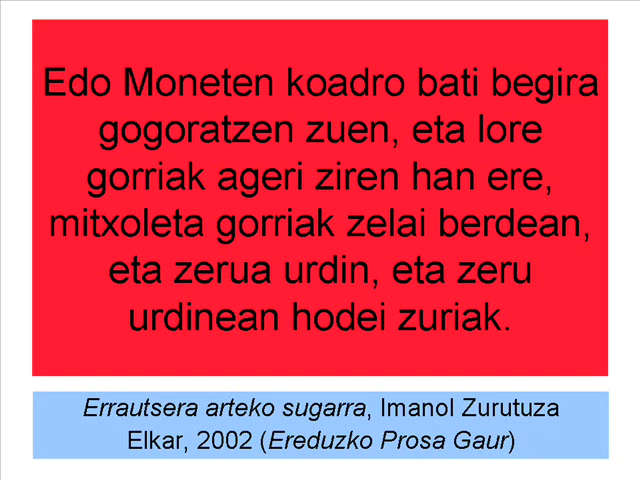 Edo Moneten koadro bati begira
gogoratzen zuen, eta lore
gorriak ageri ziren han ere,
mitxoleta gorriak zelai berdean,
eta zerua urdin, eta zeru
urdinean hodei zuriak.
Errautsera arteko sugarra, Imanol Zurutuza
Elkar, 2002 (Ereduzko Prosa Gaur)